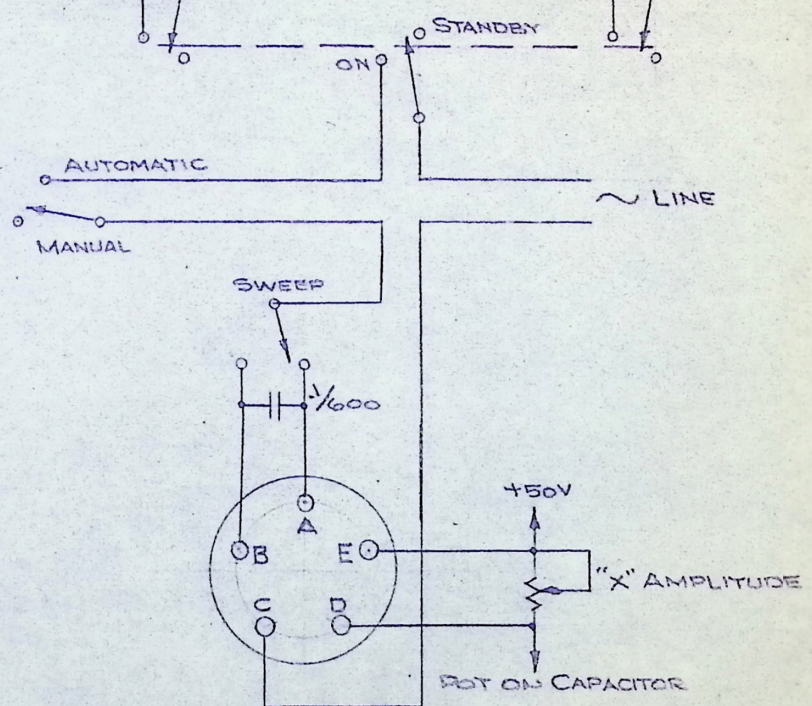 STANDBY
ON
AUTOMATIC
~ LINE
MANUAL
SWEEP
.1/600
+50V
A
B
E
"X" AMPLITUDE
C
D
POT ON CAPACITOR